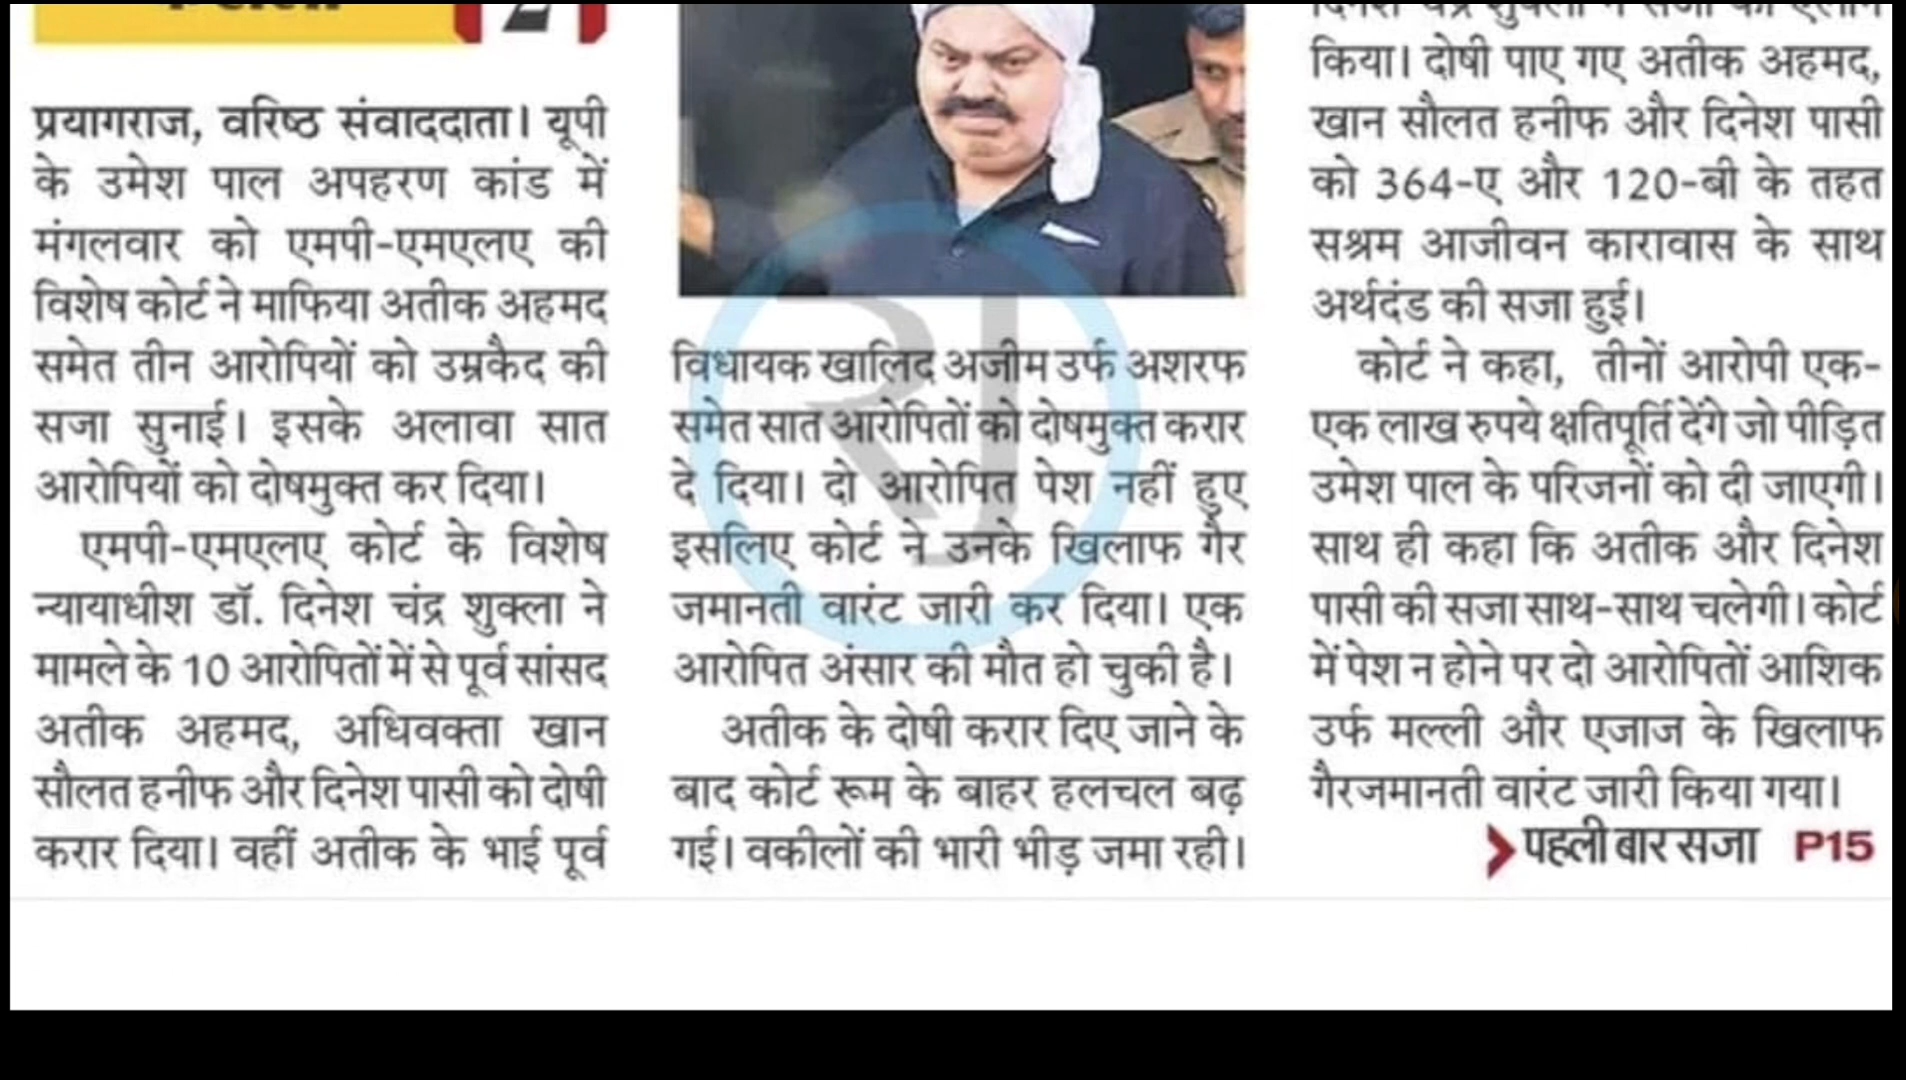 2
प्रयागराज, वरिष्ठ संवाददाता। यूपी
के उमेश पाल अपहरण कांड में
मंगलवार को एमपी-एमएलए की
विशेष कोर्ट ने माफिया अतीक अहमद
समेत तीन आरोपियों को उम्रकैद की
सजा सुनाई। इसके अलावा सात
आरोपियों को दोषमुक्त कर दिया।
एमपी-एमएलए कोर्ट के विशेष
न्यायाधीश डॉ. दिनेश चंद्र शुक्ला ने
मामले के 10 आरोपितों में से पूर्व सांसद
अतीक अहमद, अधिवक्ता खान
सौलत हनीफ और दिनेश पासी को दोषी
करार दिया। वहीं अतीक के भाई पूर्व
विधायक खालिद अजीम उर्फ अशरफ
समेत सात आरोपितों को दोषमुक्त करार
दे दिया। दो आरोपित पेश नहीं हुए
इसलिए कोर्ट ने उनके खिलाफ गैर
जमानती वारंट जारी कर दिया। एक
आरोपित अंसार की मौत हो चुकी है।
अतीक के दोषी करार दिए जाने के
बाद कोर्ट रूम के बाहर हलचल बढ़
गई। वकीलों की भारी भीड़ जमा रही।
दिनेश चंद्र शुक्ला ने सजा का ऐलान
किया। दोषी पाए गए अतीक अहमद,
खान सौलत हनीफ और दिनेश पासी
को 364-ए और 120-बी के तहत
सश्रम आजीवन कारावास के साथ
अर्थदंड की सजा हुई।
कोर्ट ने कहा, तीनों आरोपी एक-
एक लाख रुपये क्षतिपूर्ति देंगे जो पीड़ित
उमेश पाल के परिजनों को दी जाएगी।
साथ ही कहा कि अतीक और दिनेश
पासी की सजा साथ-साथ चलेगी। कोर्ट
में पेश न होने पर दो आरोपितों आशिक
उर्फ मल्ली और एजाज के खिलाफ
गैरजमानती वारंट जारी किया गया।
पहली बार सजा P15